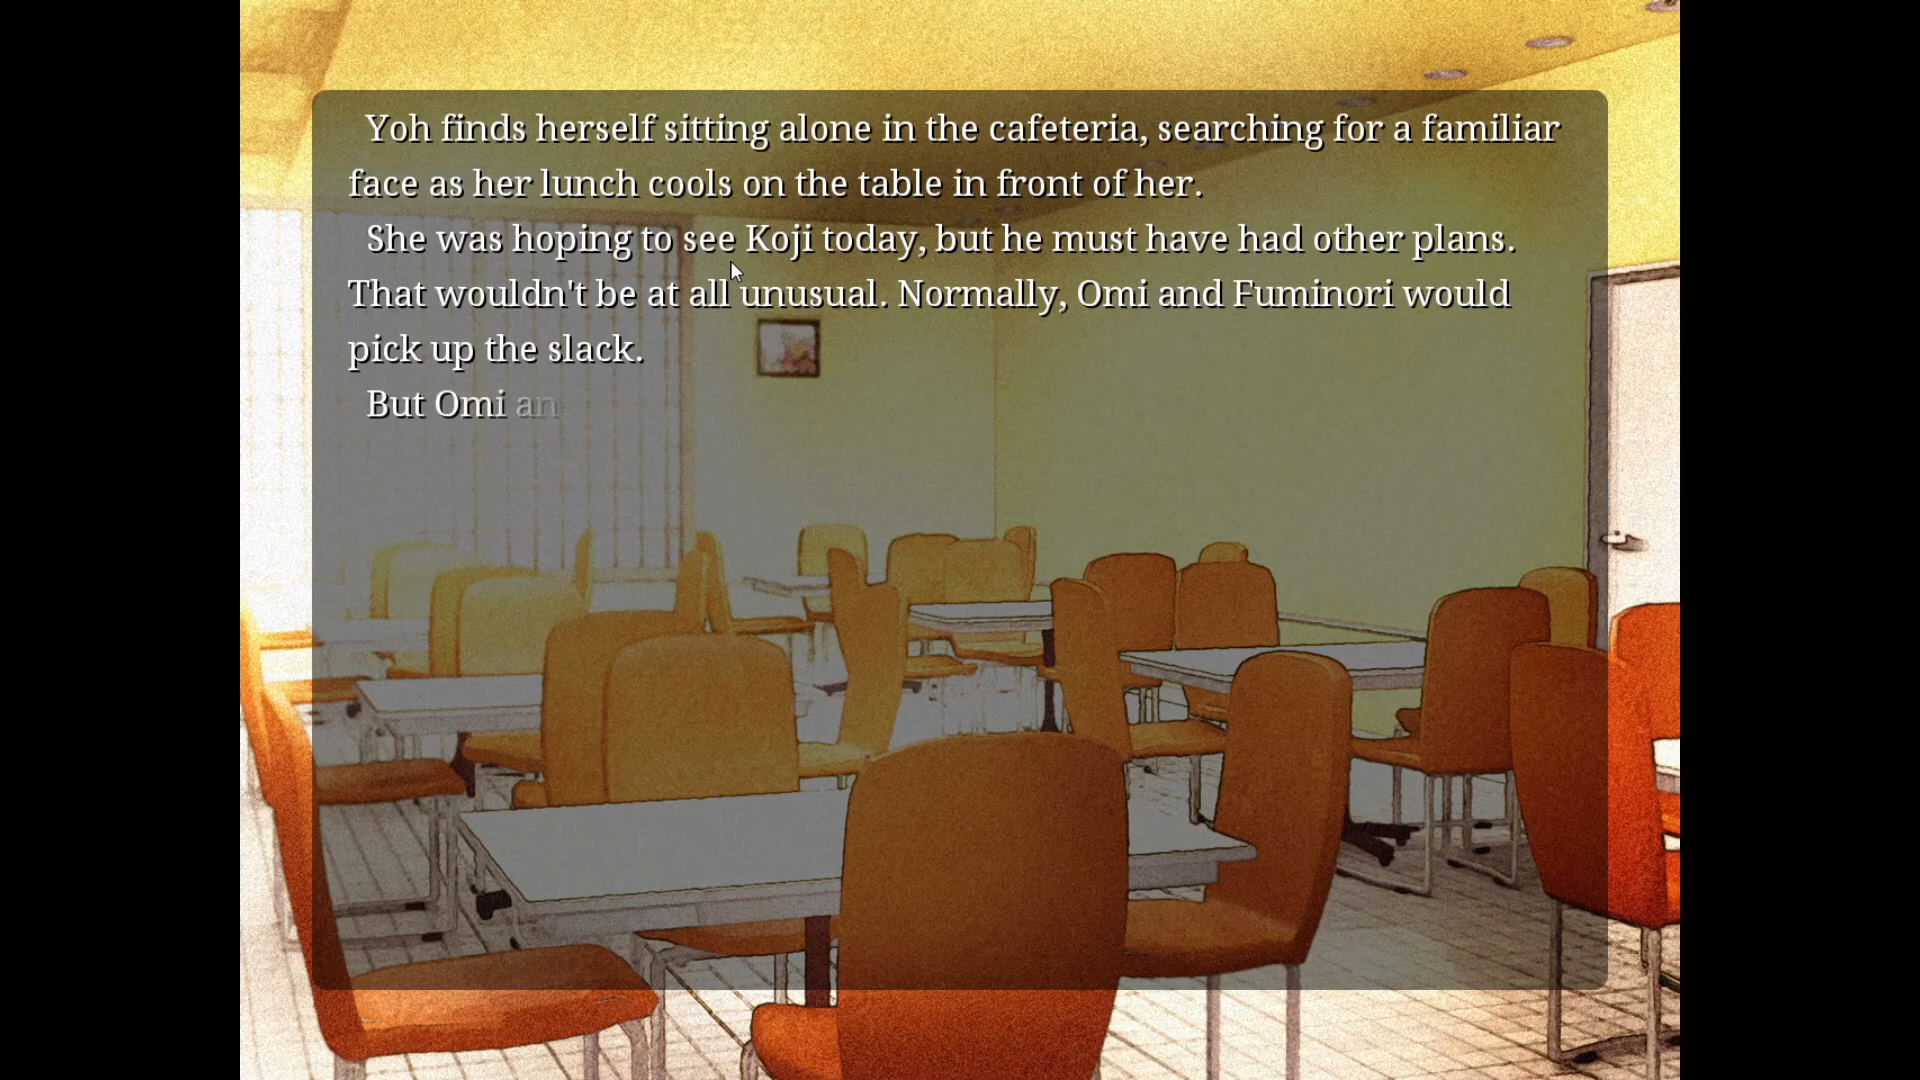 Yoh finds herself sitting alone in the cafeteria, searching for a familiar
face as her lunch cools on the table in front of her.
She was hoping to see Koji today, but he must have had other plans.
That wouldn't be at all unusual. Normally, Omi and Fuminori would
pick up the slack.
But Omi an